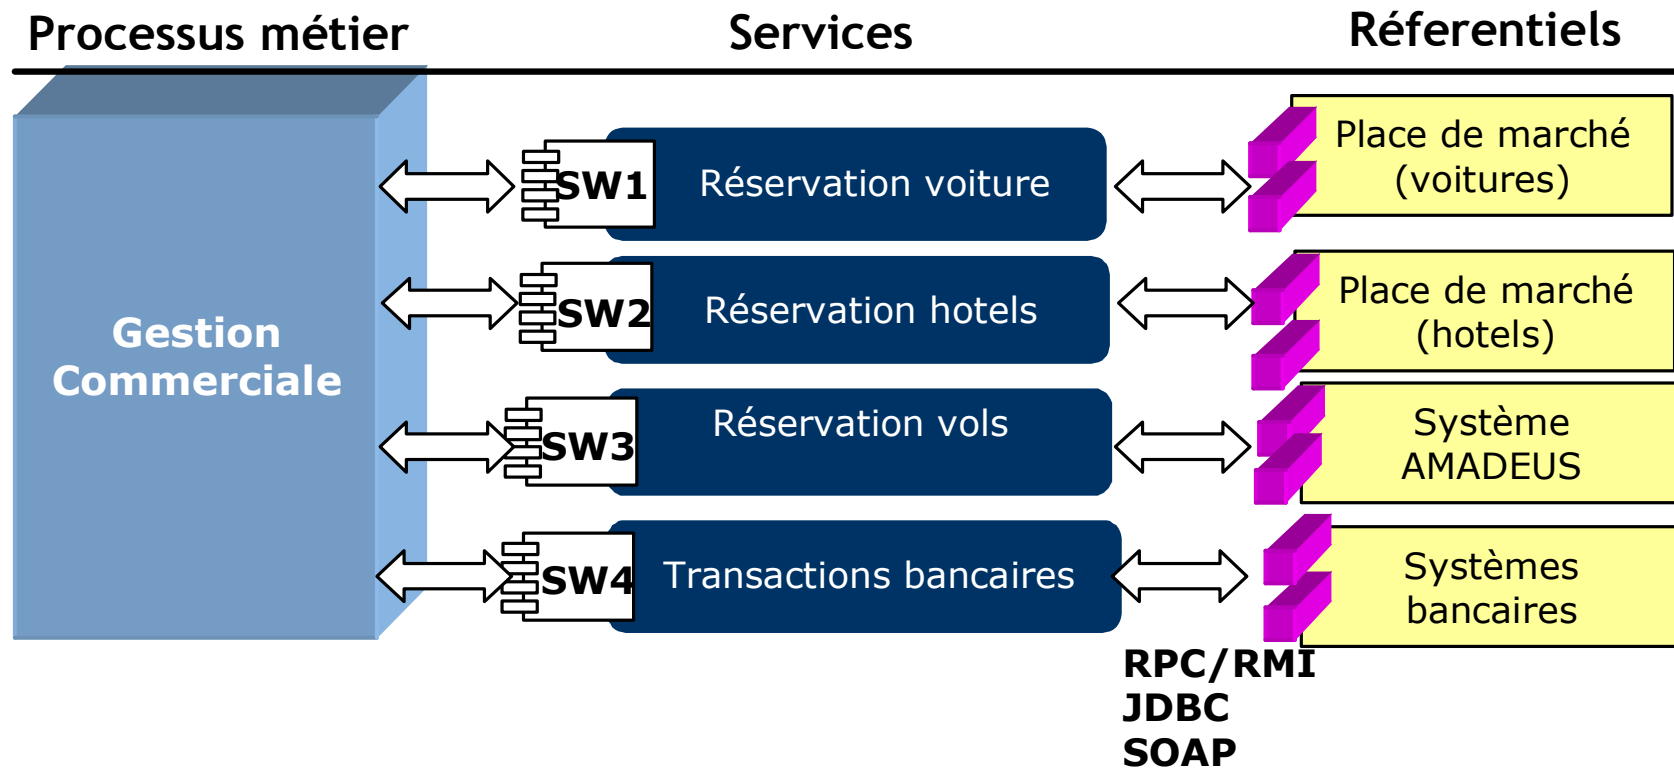 Processus métier
Services
Réferentiels
Gestion
Commerciale
SW1
Réservation voiture
Place de marché
(voitures)
SW2
Réservation hotels
Place de marché
(hotels)
SW3
Réservation vols
Système
AMADEUS
SW4
Transactions bancaires
Systèmes
bancaires
RPC/RMI
JDBC
SOAP